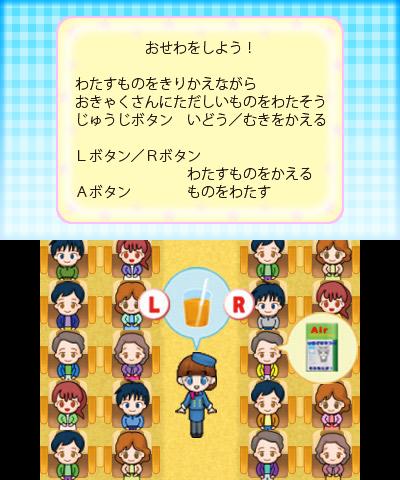 おせわをしよう！
わたすものをきりかえながら
おきゃくさんにただしいものをわたそう
じゅうじボタン　いどう／むきをかえる
Ｌボタン／Ｒボタン
わたすものをかえる
Ａボタン　ものをわたす
L R
Air